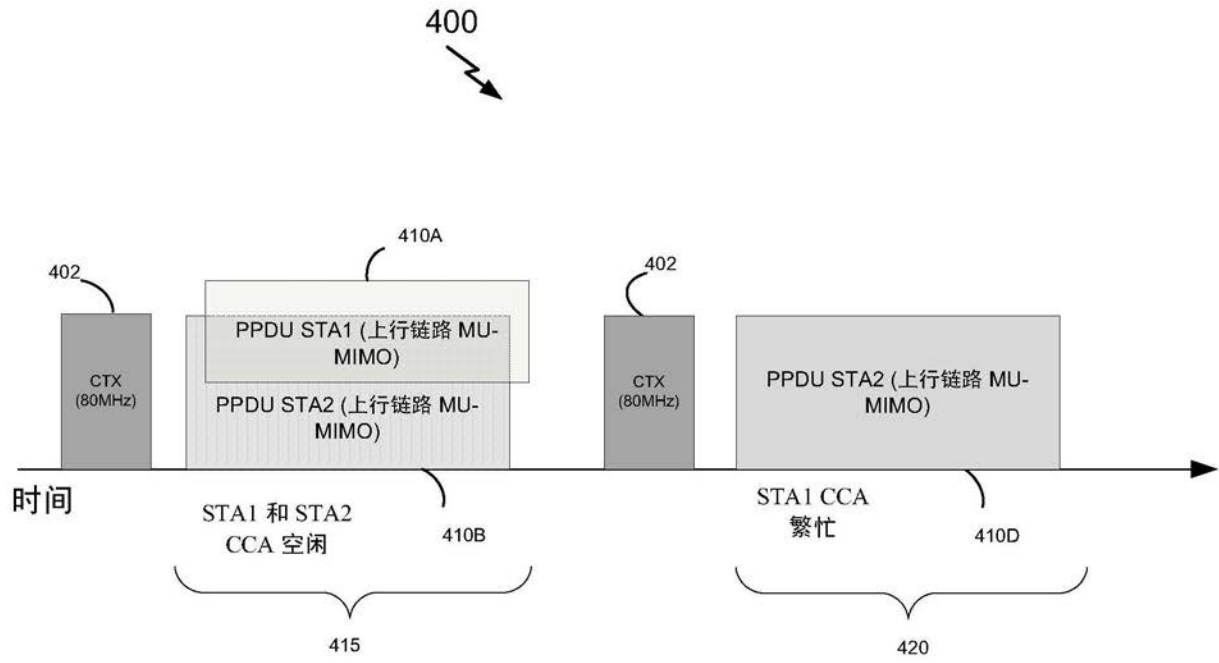 400
410A
402
402
PPDU STA1 (上行链路 MU-
MIMO)
CTX
(80MHz)
PPDU STA2 (上行链路 MU-
MIMO)
CTX
(80MHz)
PPDU STA2 (上行链路 MU-
MIMO)
时间
STA1 和 STA2
CCA 空闲
410B
STA1 CCA
繁忙
410D
415
420